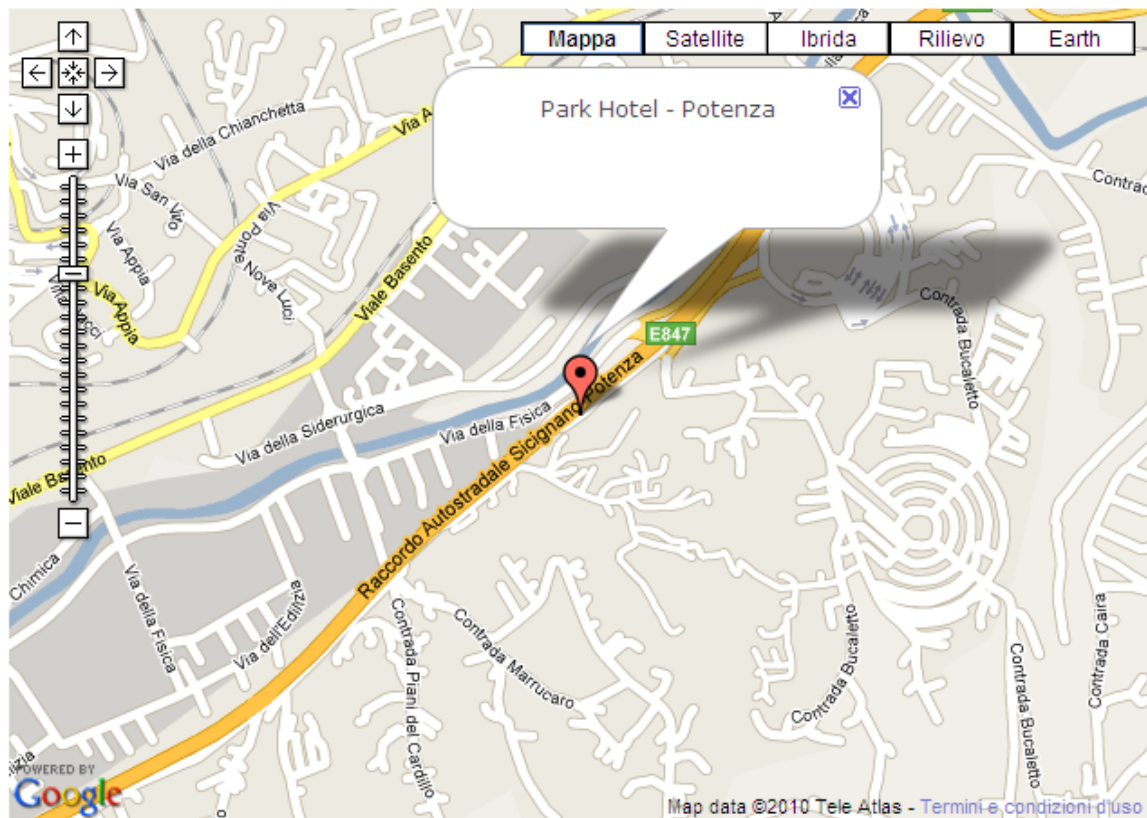 Mappa
Satellite
Ibrida
Rilievo
Earth
Park Hotel - Potenza
Via della Chianchetta
Via San Vito
Via Appia
Via Ponte Nove Luci
Via Appia
Viale Basento
Contrada Bucaletto
E847
Via della Siderurgica
Via della Fisica
Raccordo Autostradale Sicignano-Potenza
Viale Basento
Chimica
Via della Fisica
Via dell'Edilizia
Contrada Piani del Cardillo
Contrada Marrucaro
Contrada Bucaletto
Contrada Bucaletto
Contrada Caira
POWERED BY
Google
Map data ©2010 Tele Atlas - Termini e condizioni d'uso